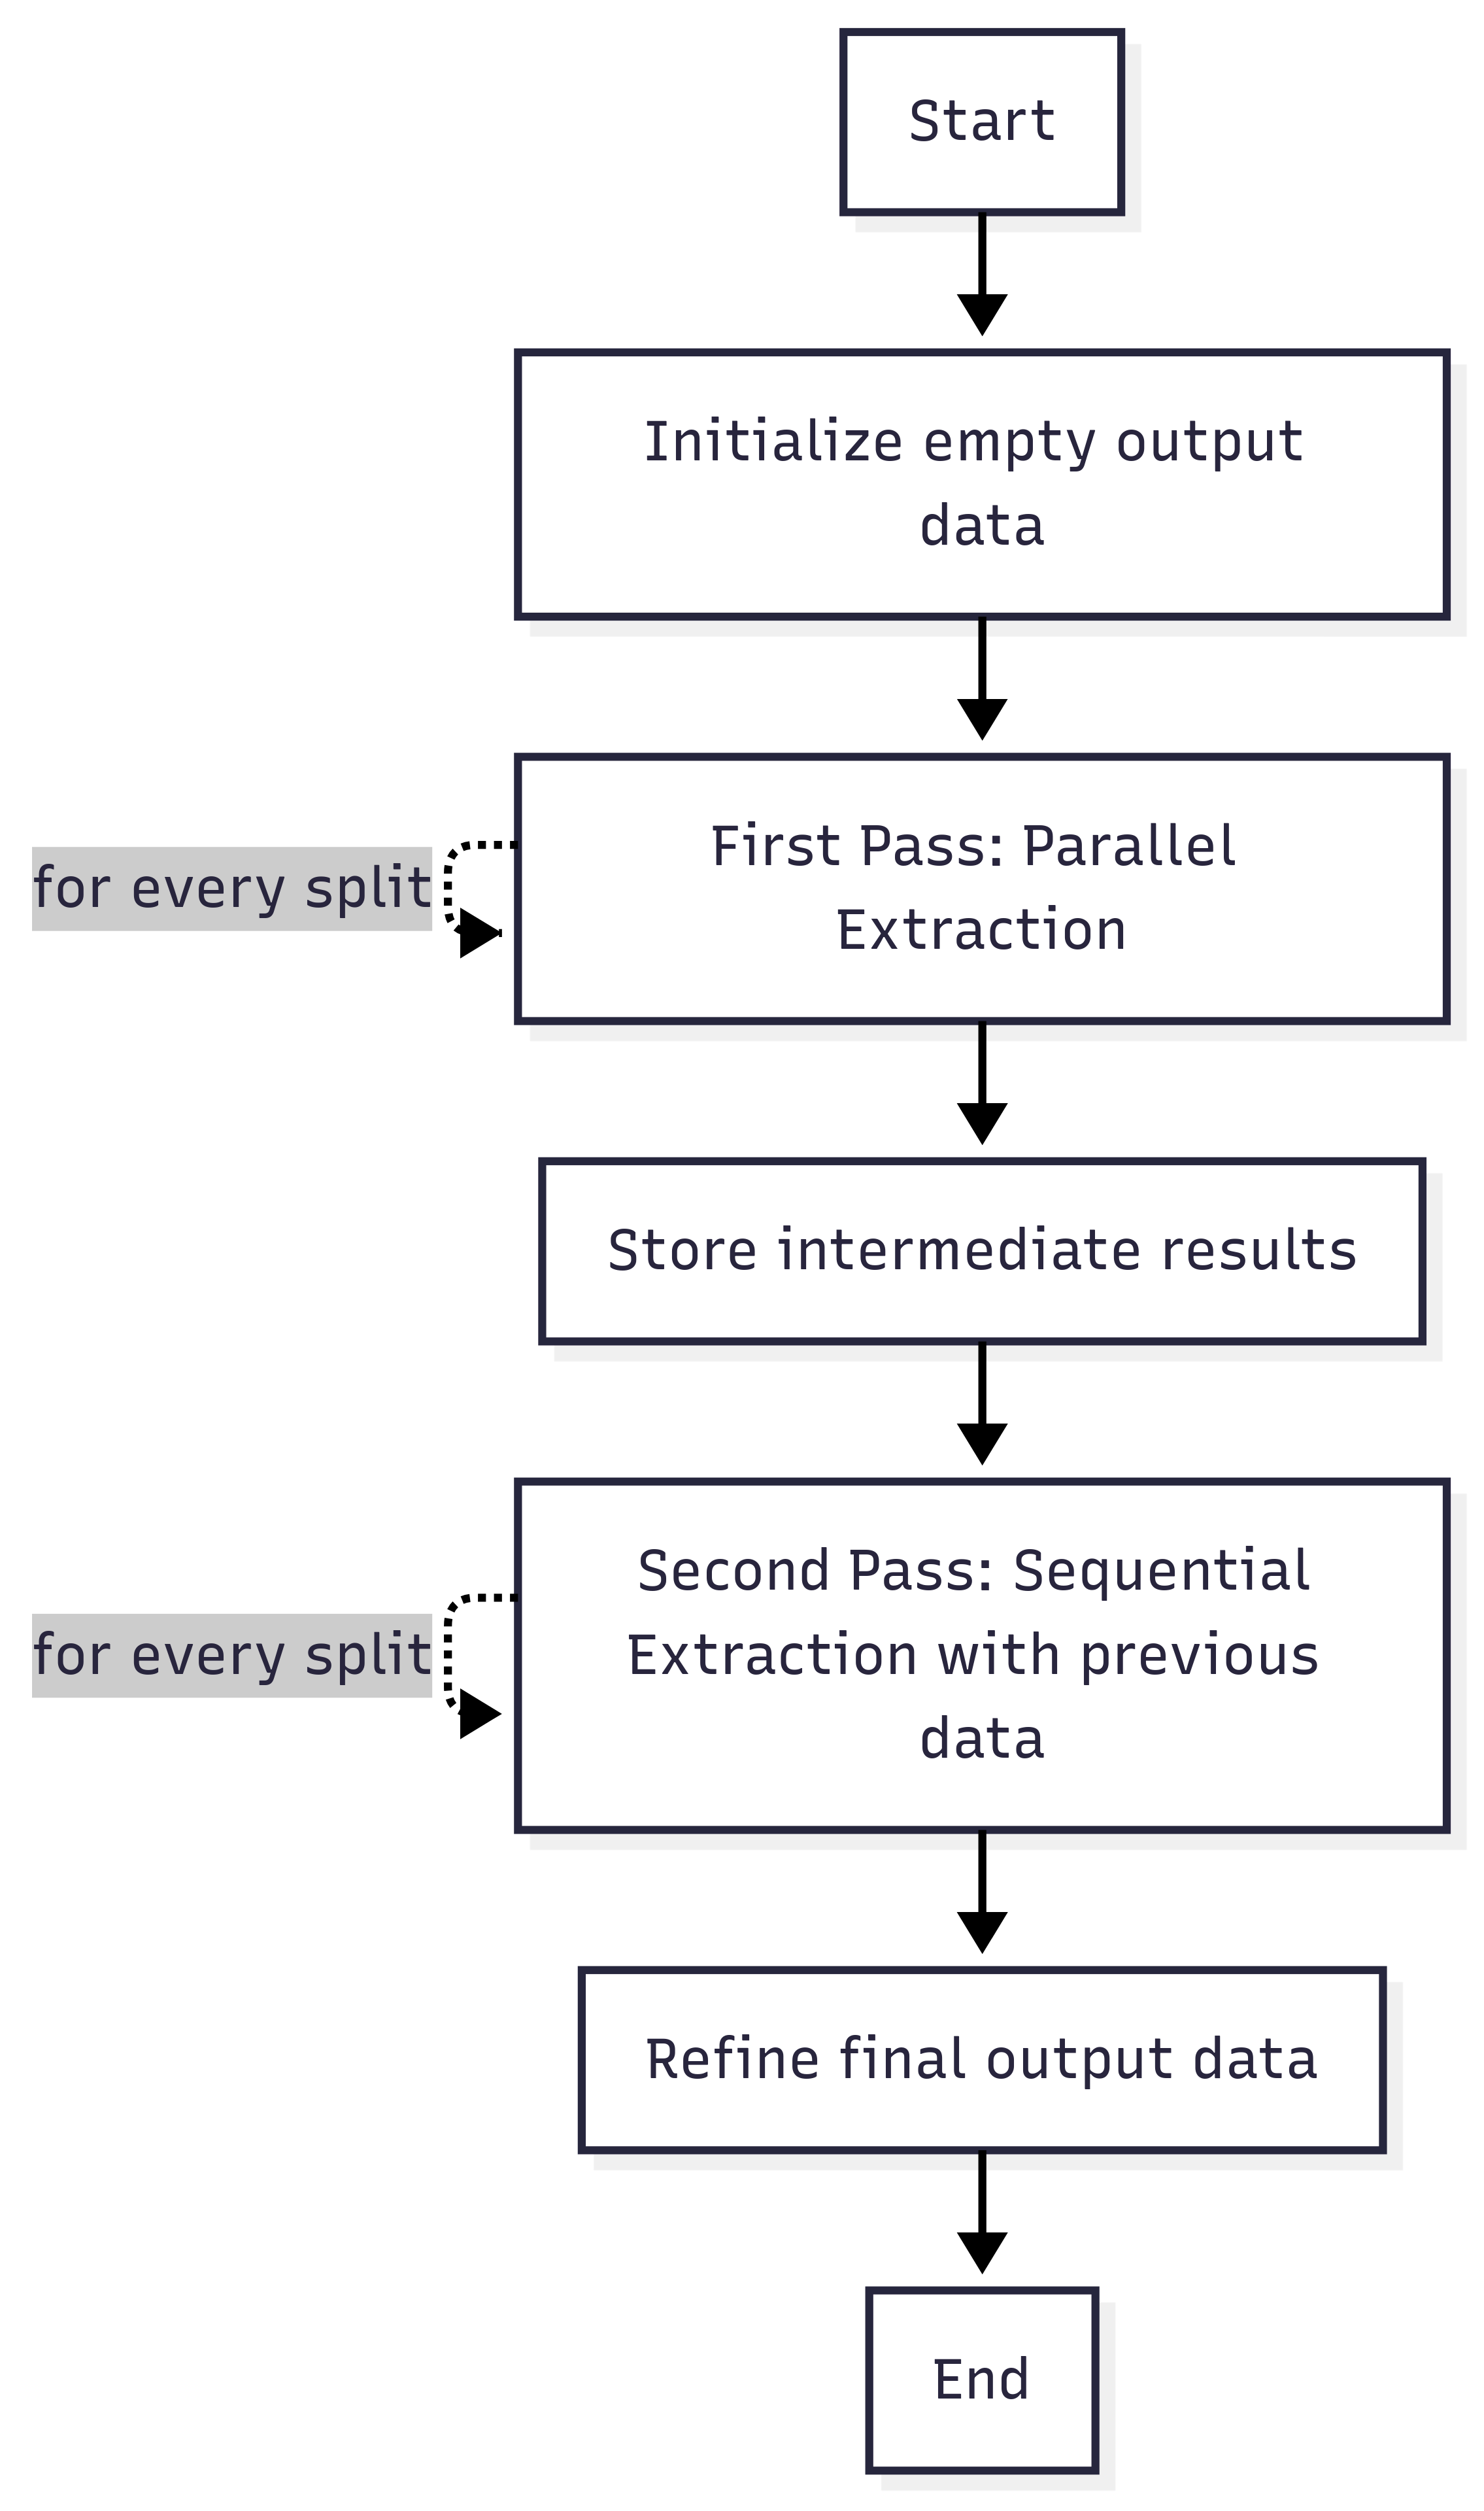 Start
Initialize empty output
data
First Pass: Parallel
Extraction
for every split
Store intermediate results
Second Pass: Sequential
Extraction with previous
data
for every split
Refine final output data
End